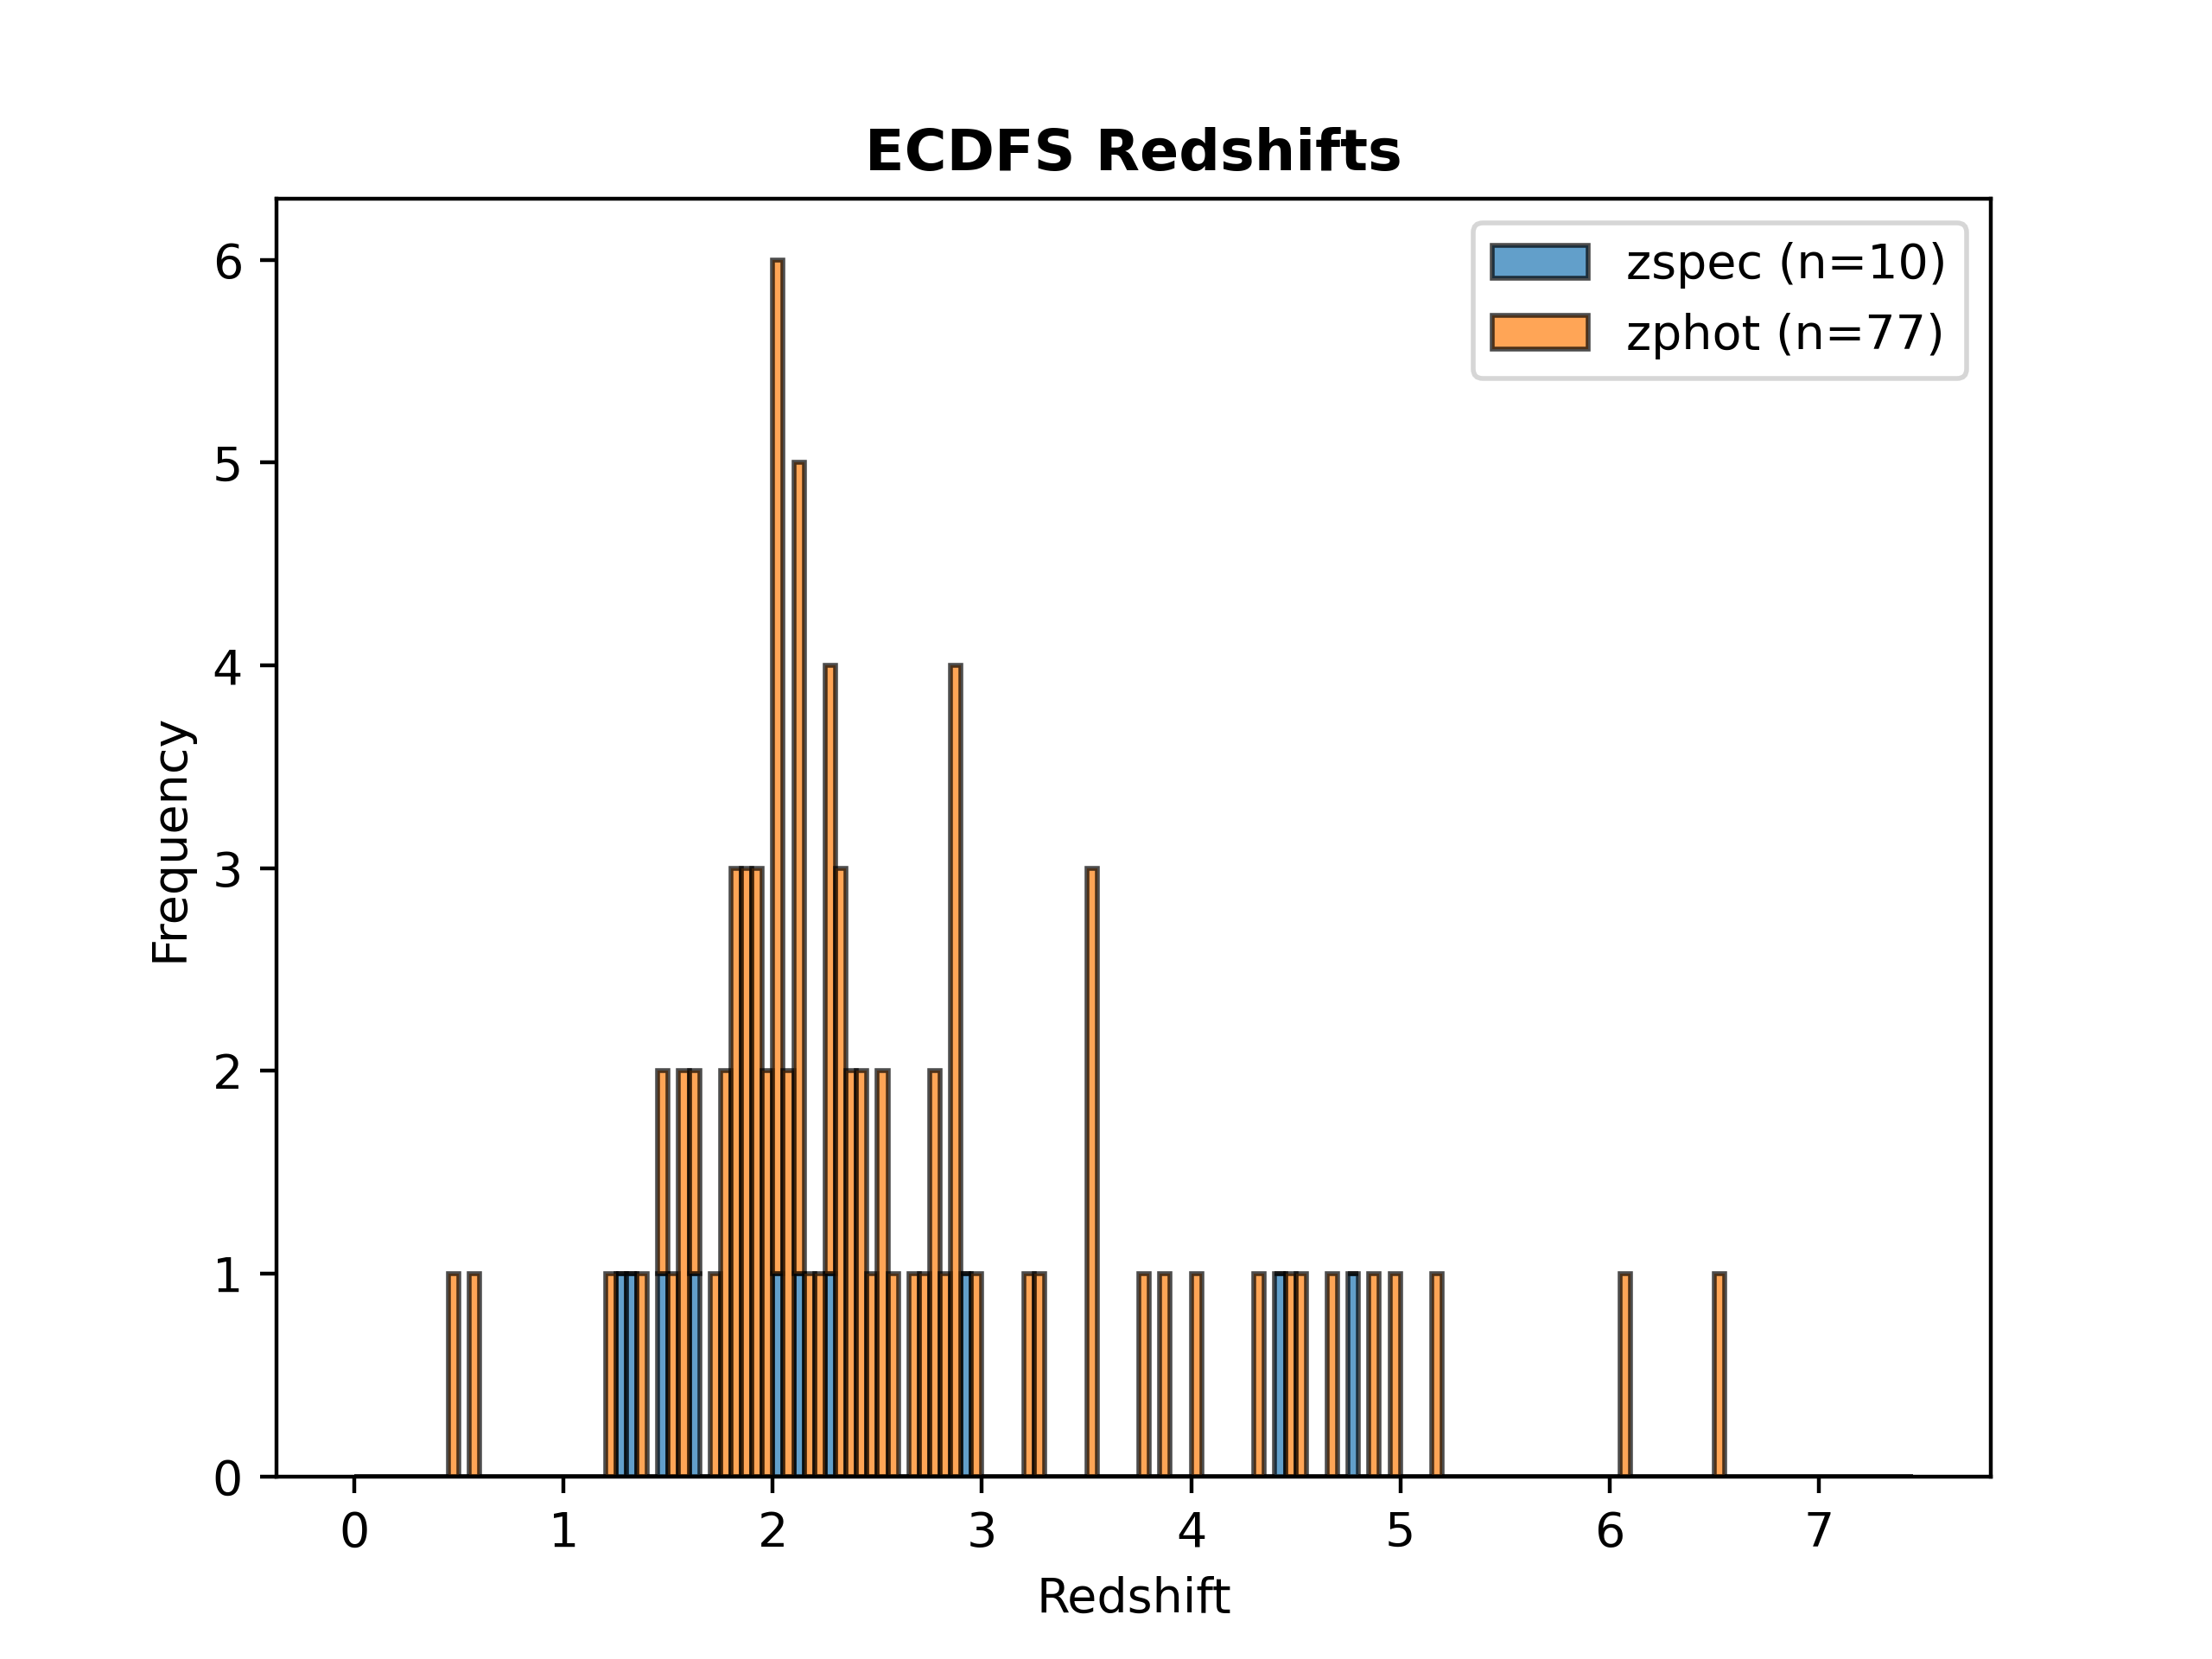 ECDFS Redshifts
zspec (n=10)
zphot (n=77)
6
5
4
3
2
1
0
Frequency
0 1 2 3 4 5 6 7
Redshift